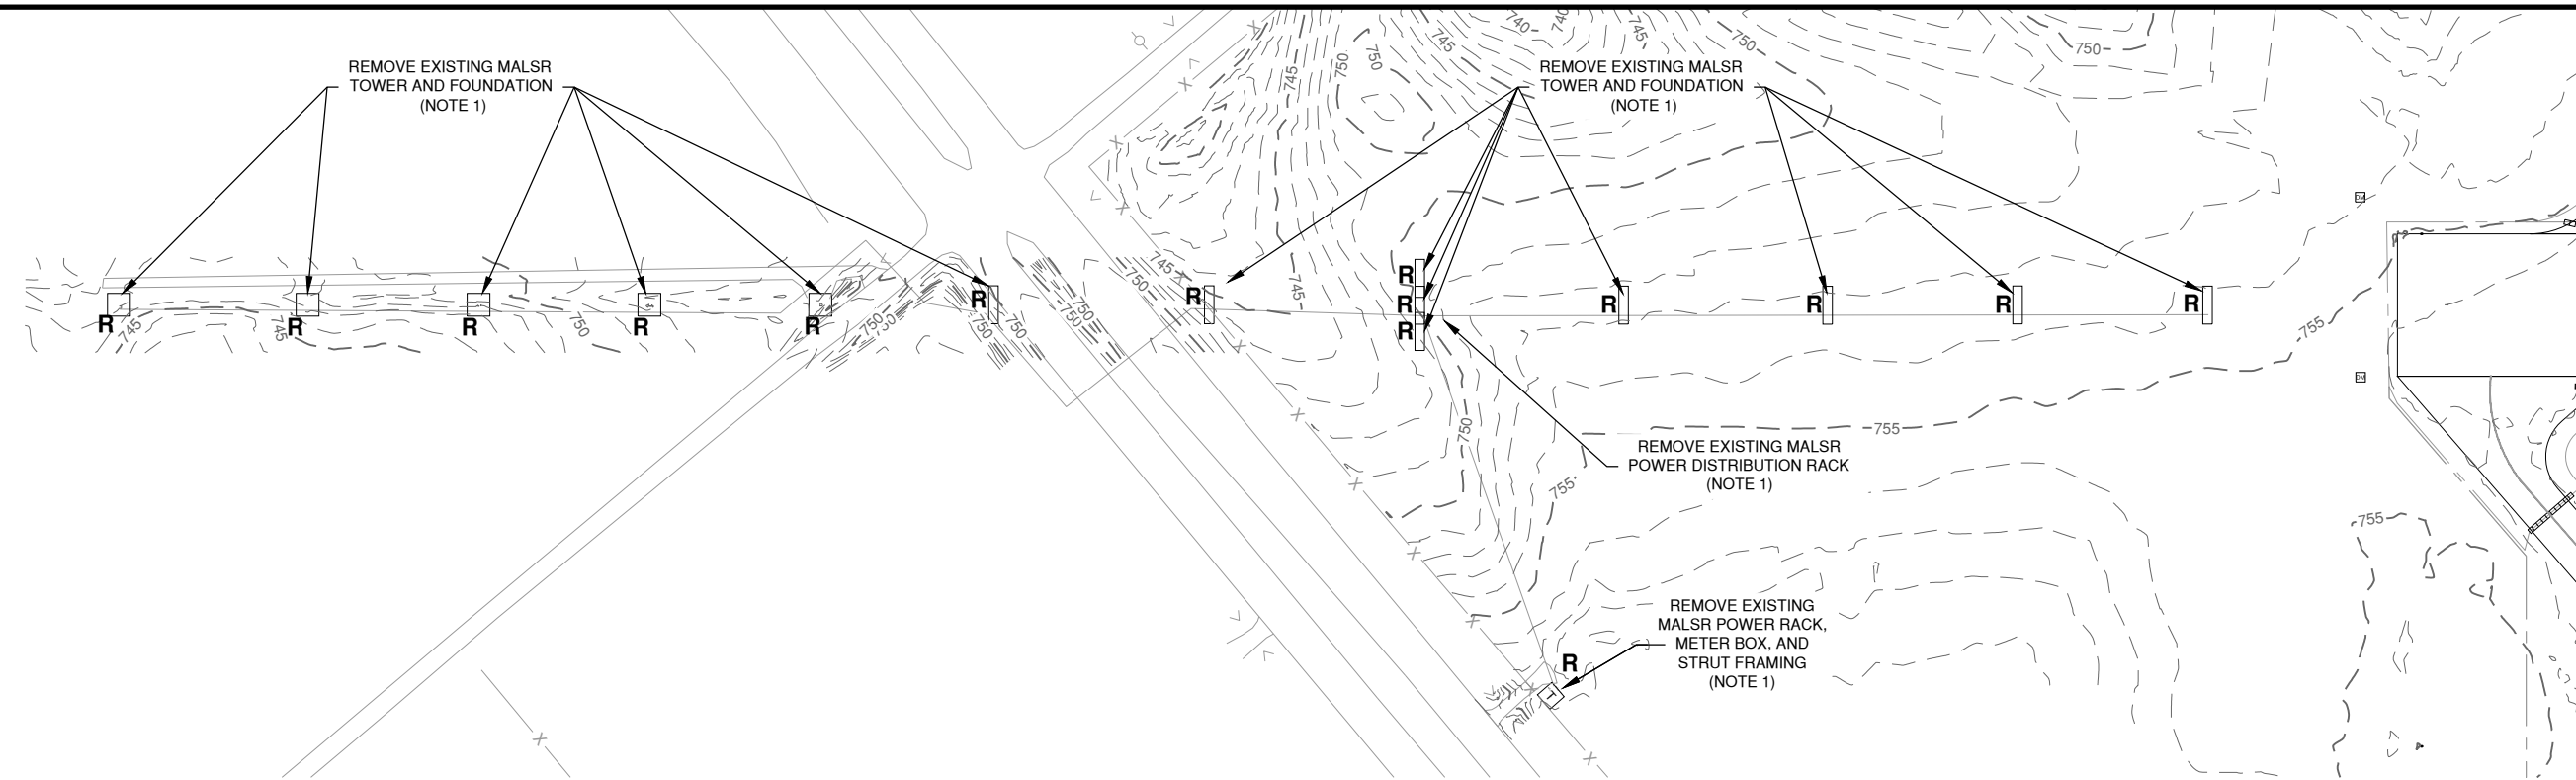 REMOVE EXISTING MALSR
TOWER AND FOUNDATION
(NOTE 1)
REMOVE EXISTING MALSR
TOWER AND FOUNDATION
(NOTE 1)
740
740
745
745
750
750
750
750
745
R
R
R
R
R
R
R
R
R
R
R
R
R
R
745
745
750
750
750
750
750
750
750
745
745
755
750
755
755
755
REMOVE EXISTING MALSR
POWER DISTRIBUTION RACK
(NOTE 1)
REMOVE EXISTING
MALSR POWER RACK,
METER BOX, AND
STRUT FRAMING
(NOTE 1)
R
T